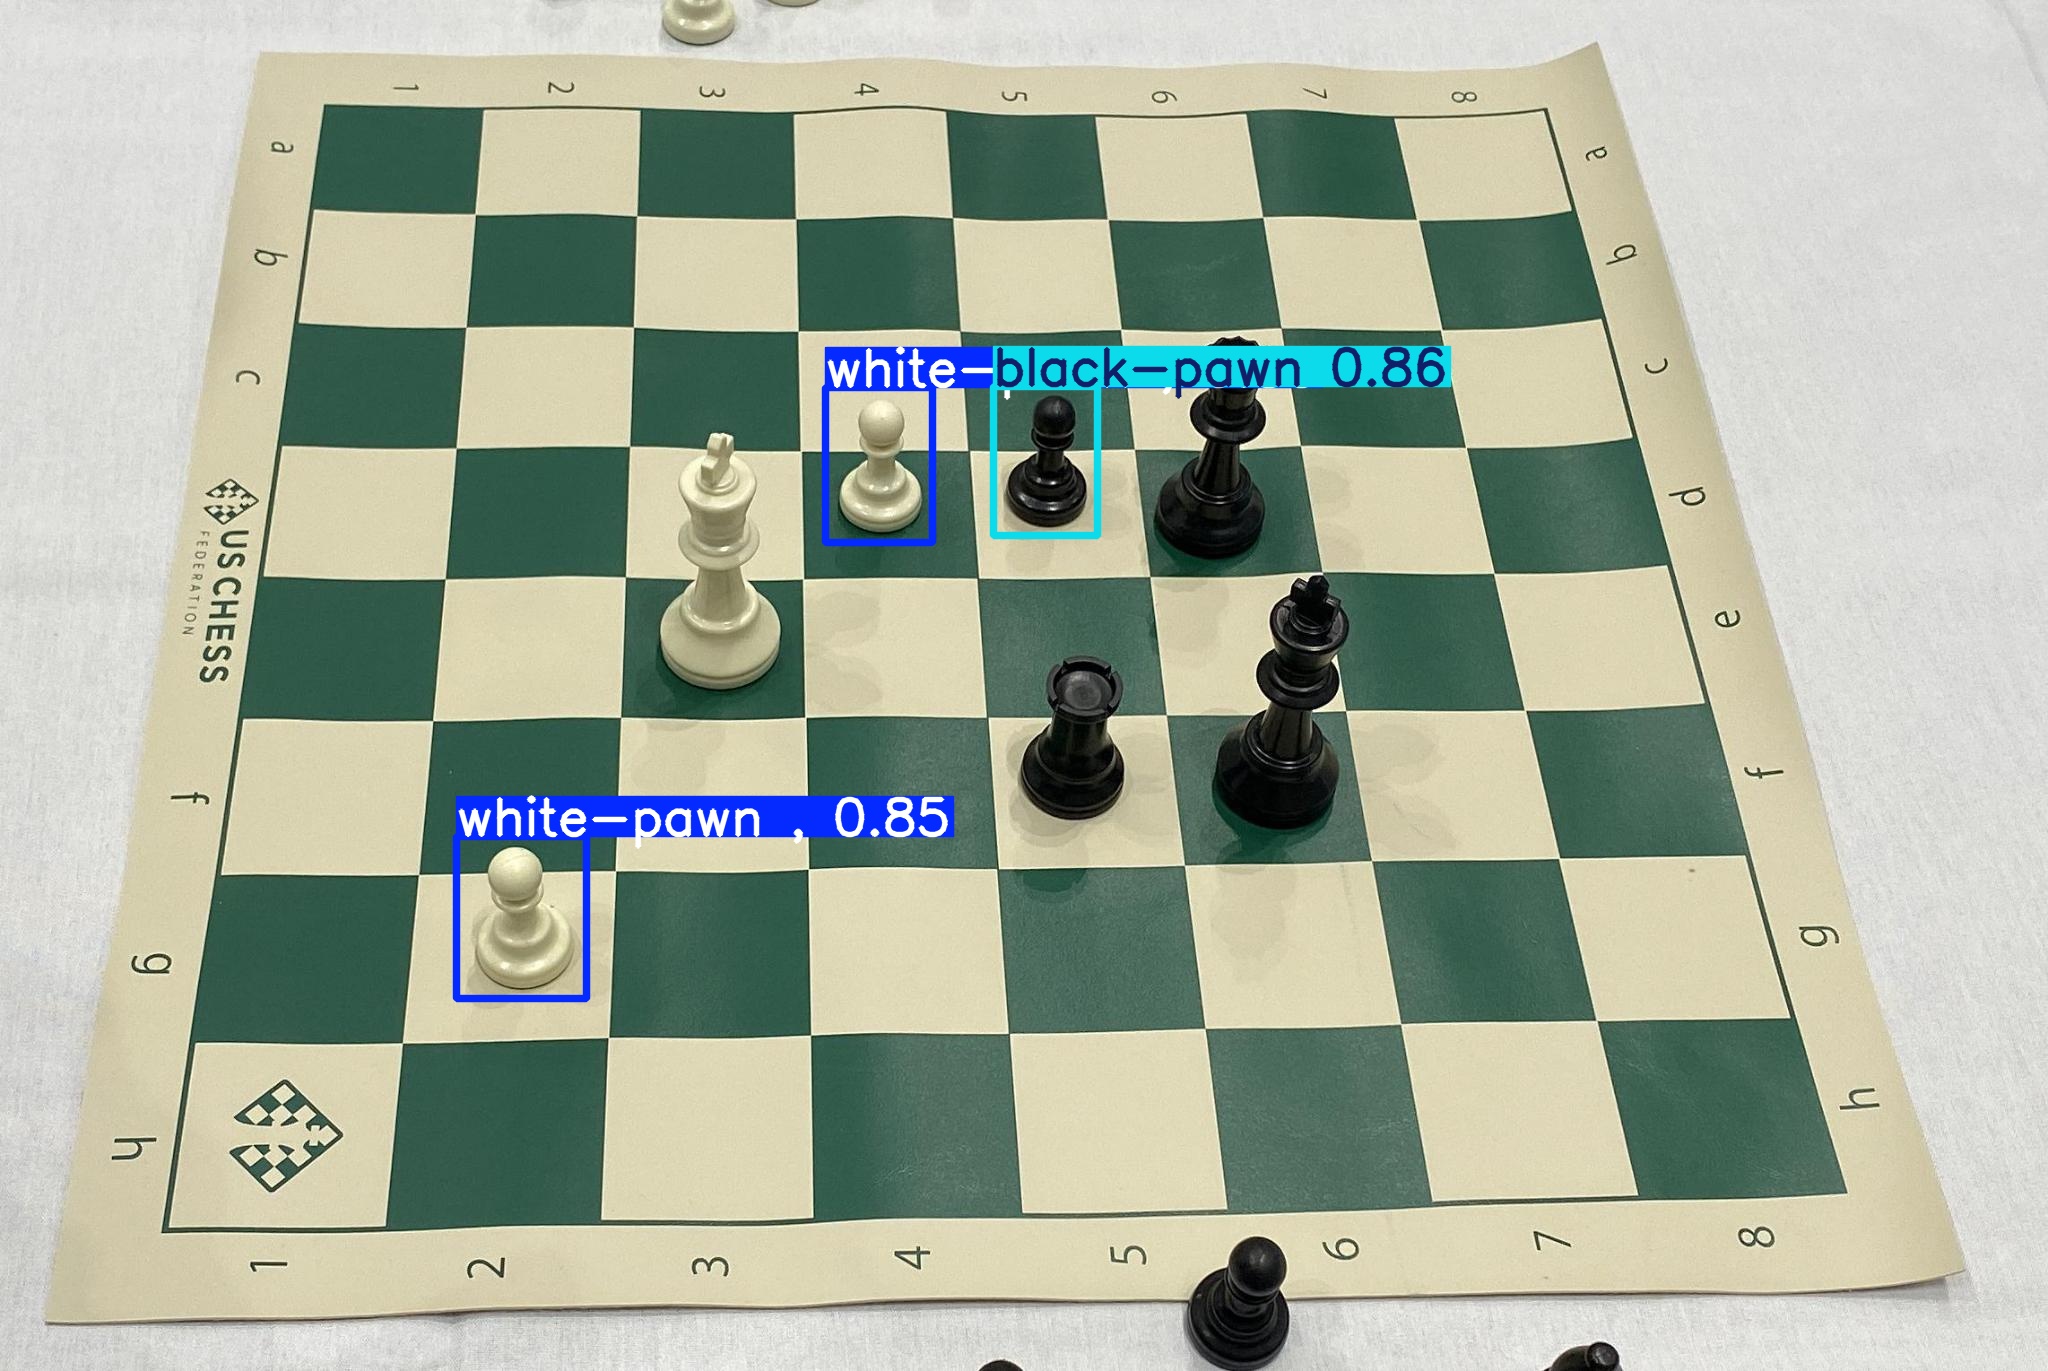 1 2 3 4 5 6 7 8
a a
b b
c c
white-black-pawn 0.86
d
US CHESS
FEDERATION
e
f f
white-pawn , 0.85
g g
h h
1 2 3 4 5 6 7 8